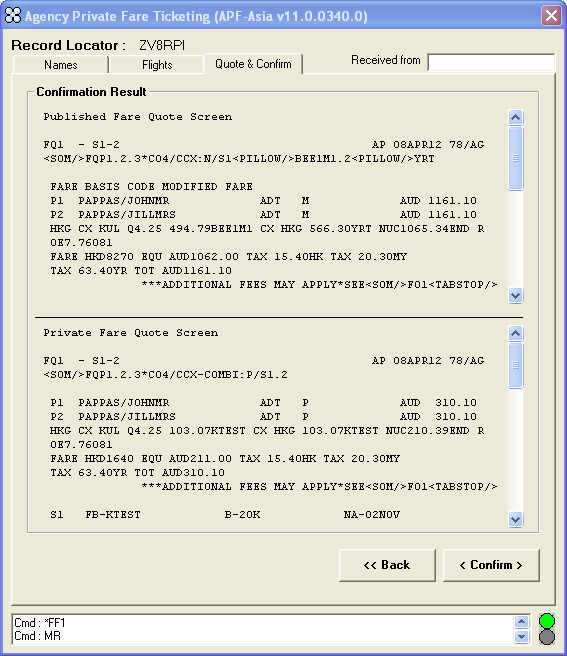 Agency Private Fare Ticketing (APF-Asia v11.0.0340.0)
Record Locator : ZV8RPI
Names Flights Quote & Confirm Received from
Confirmation Result
Published Fare Quote Screen
FQ1 - S1-2 AP 08APR12 78/AG
<SOM/>FQP1.2.3*C04/CCX:N/S1<PILLOW/>BEE1M1.2<PILLOW/>YRT
FARE BASIS CODE MODIFIED FARE
P1 PAPPAS/JOHNMR ADT M AUD 1161.10
P2 PAPPAS/JILLMRS ADT M AUD 1161.10
HKG CX KUL Q4.25 494.79BEE1M1 CX HKG 566.30YRT NUC1065.34END R
OE7.76081
FARE HKD8270 EQU AUD1062.00 TAX 15.40HK TAX 20.30MY
TAX 63.40YR TOT AUD1161.10
***ADDITIONAL FEES MAY APPLY*SEE<SOM/>FO1<TABSTOP/>
Private Fare Quote Screen
FQ1 - S1-2 AP 08APR12 78/AG
<SOM/>FQP1.2.3*C04/CCX-COMBI:P/S1.2
P1 PAPPAS/JOHNMR ADT P AUD 310.10
P2 PAPPAS/JILLMRS ADT P AUD 310.10
HKG CX KUL Q4.25 103.07KTEST CX HKG 103.07KTEST NUC210.39END R
OE7.76081
FARE HKD1640 EQU AUD211.00 TAX 15.40HK TAX 20.30MY
TAX 63.40YR TOT AUD310.10
***ADDITIONAL FEES MAY APPLY*SEE<SOM/>FO1<TABSTOP/>
S1 FB-KTEST B-20K NA-02NOV
<< Back < Confirm >
Cmd : *FF1
Cmd : MR